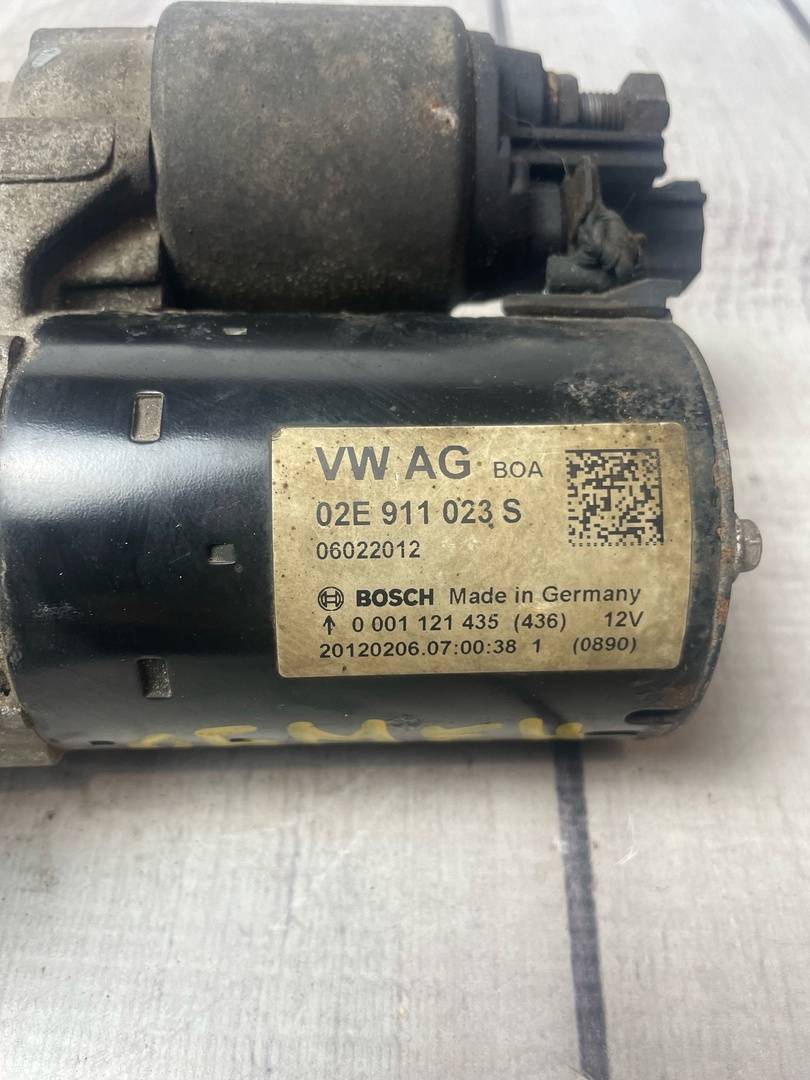 VW AG BOA
02E 911 023 S
06022012
BOSCH Made in Germany
↑ 0 001 121 435 (436) 12V
20120206.07:00:38 1 (0890)